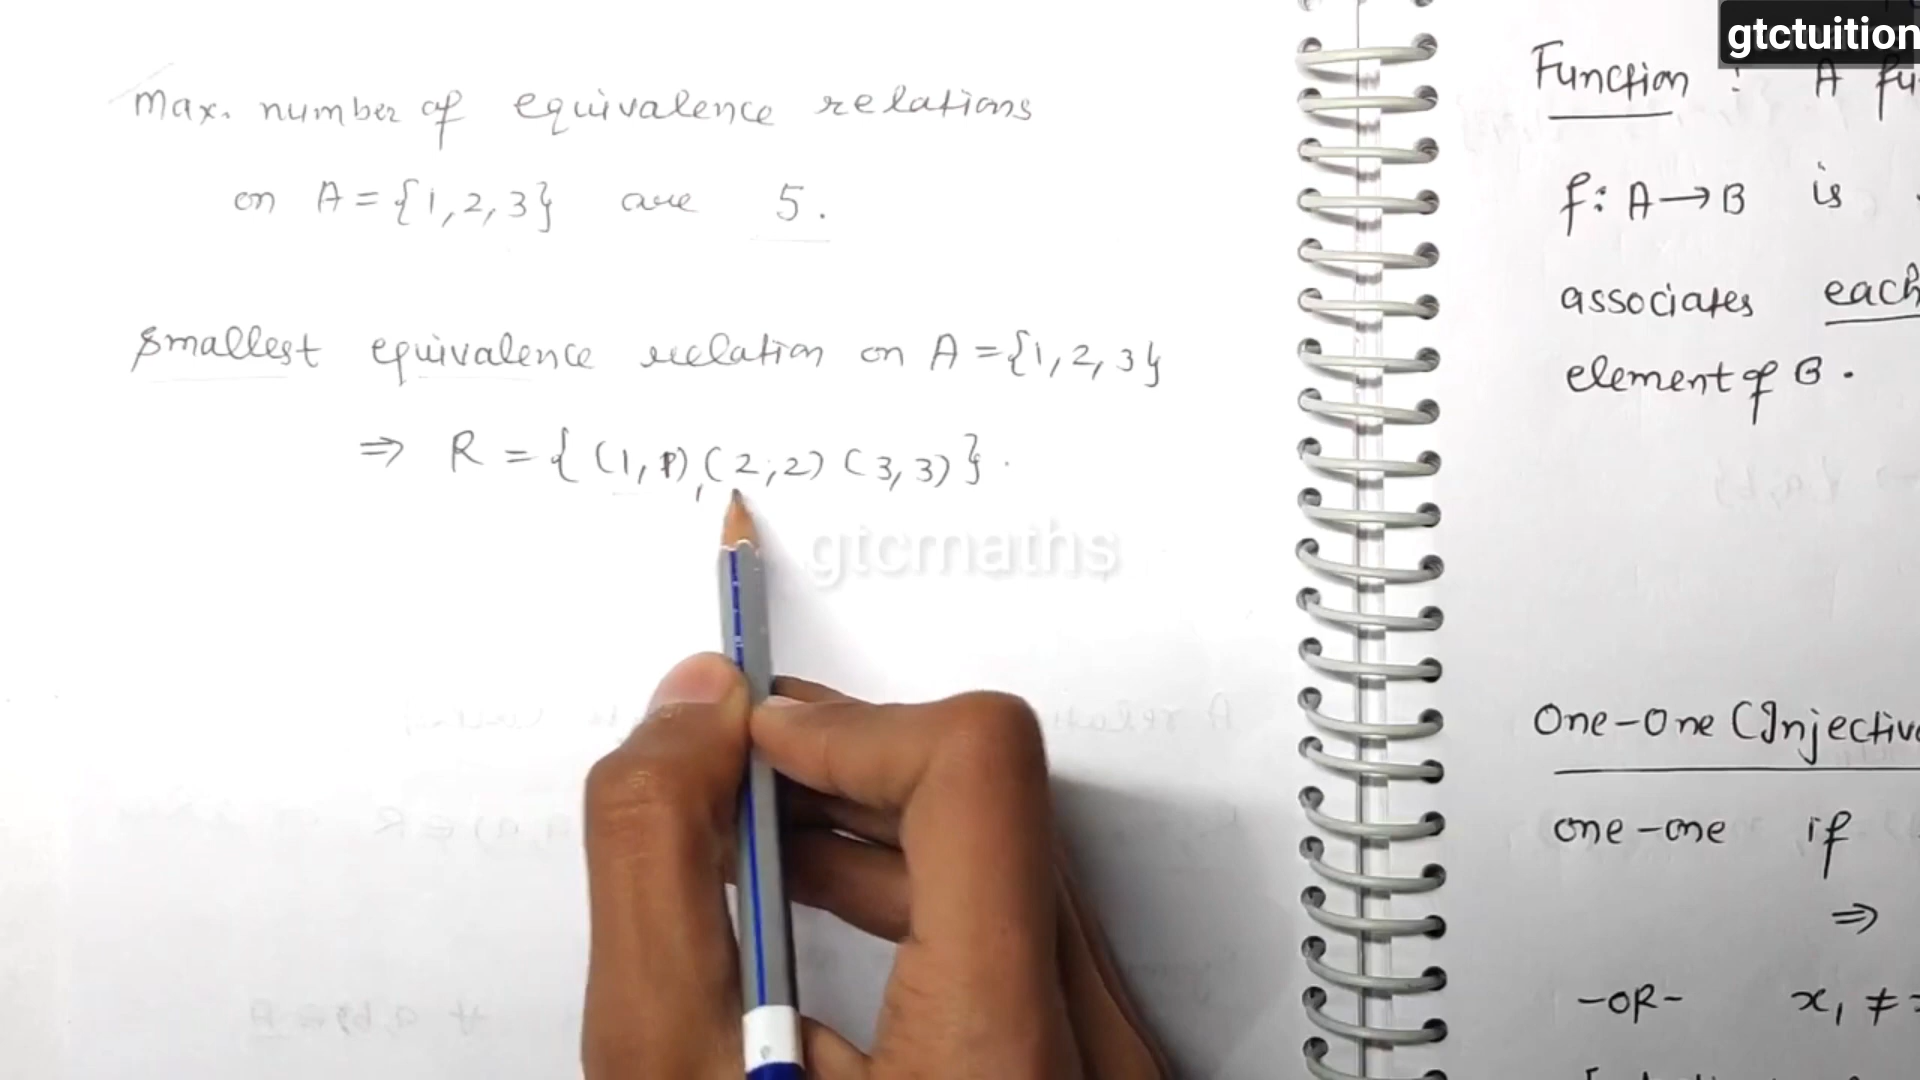 Max. number of equivalence relations
on A = {1, 2, 3} are 5.
Smallest equivalence relation on A = {1, 2, 3}
⇒ R = { (1, 1), (2, 2) (3, 3) }.
gtcmaths
gtctuition
Function : A fu
f: A → B is
associates each
element of B.
One-One (Injective
one-one if
⇒
-OR- x₁ ≠